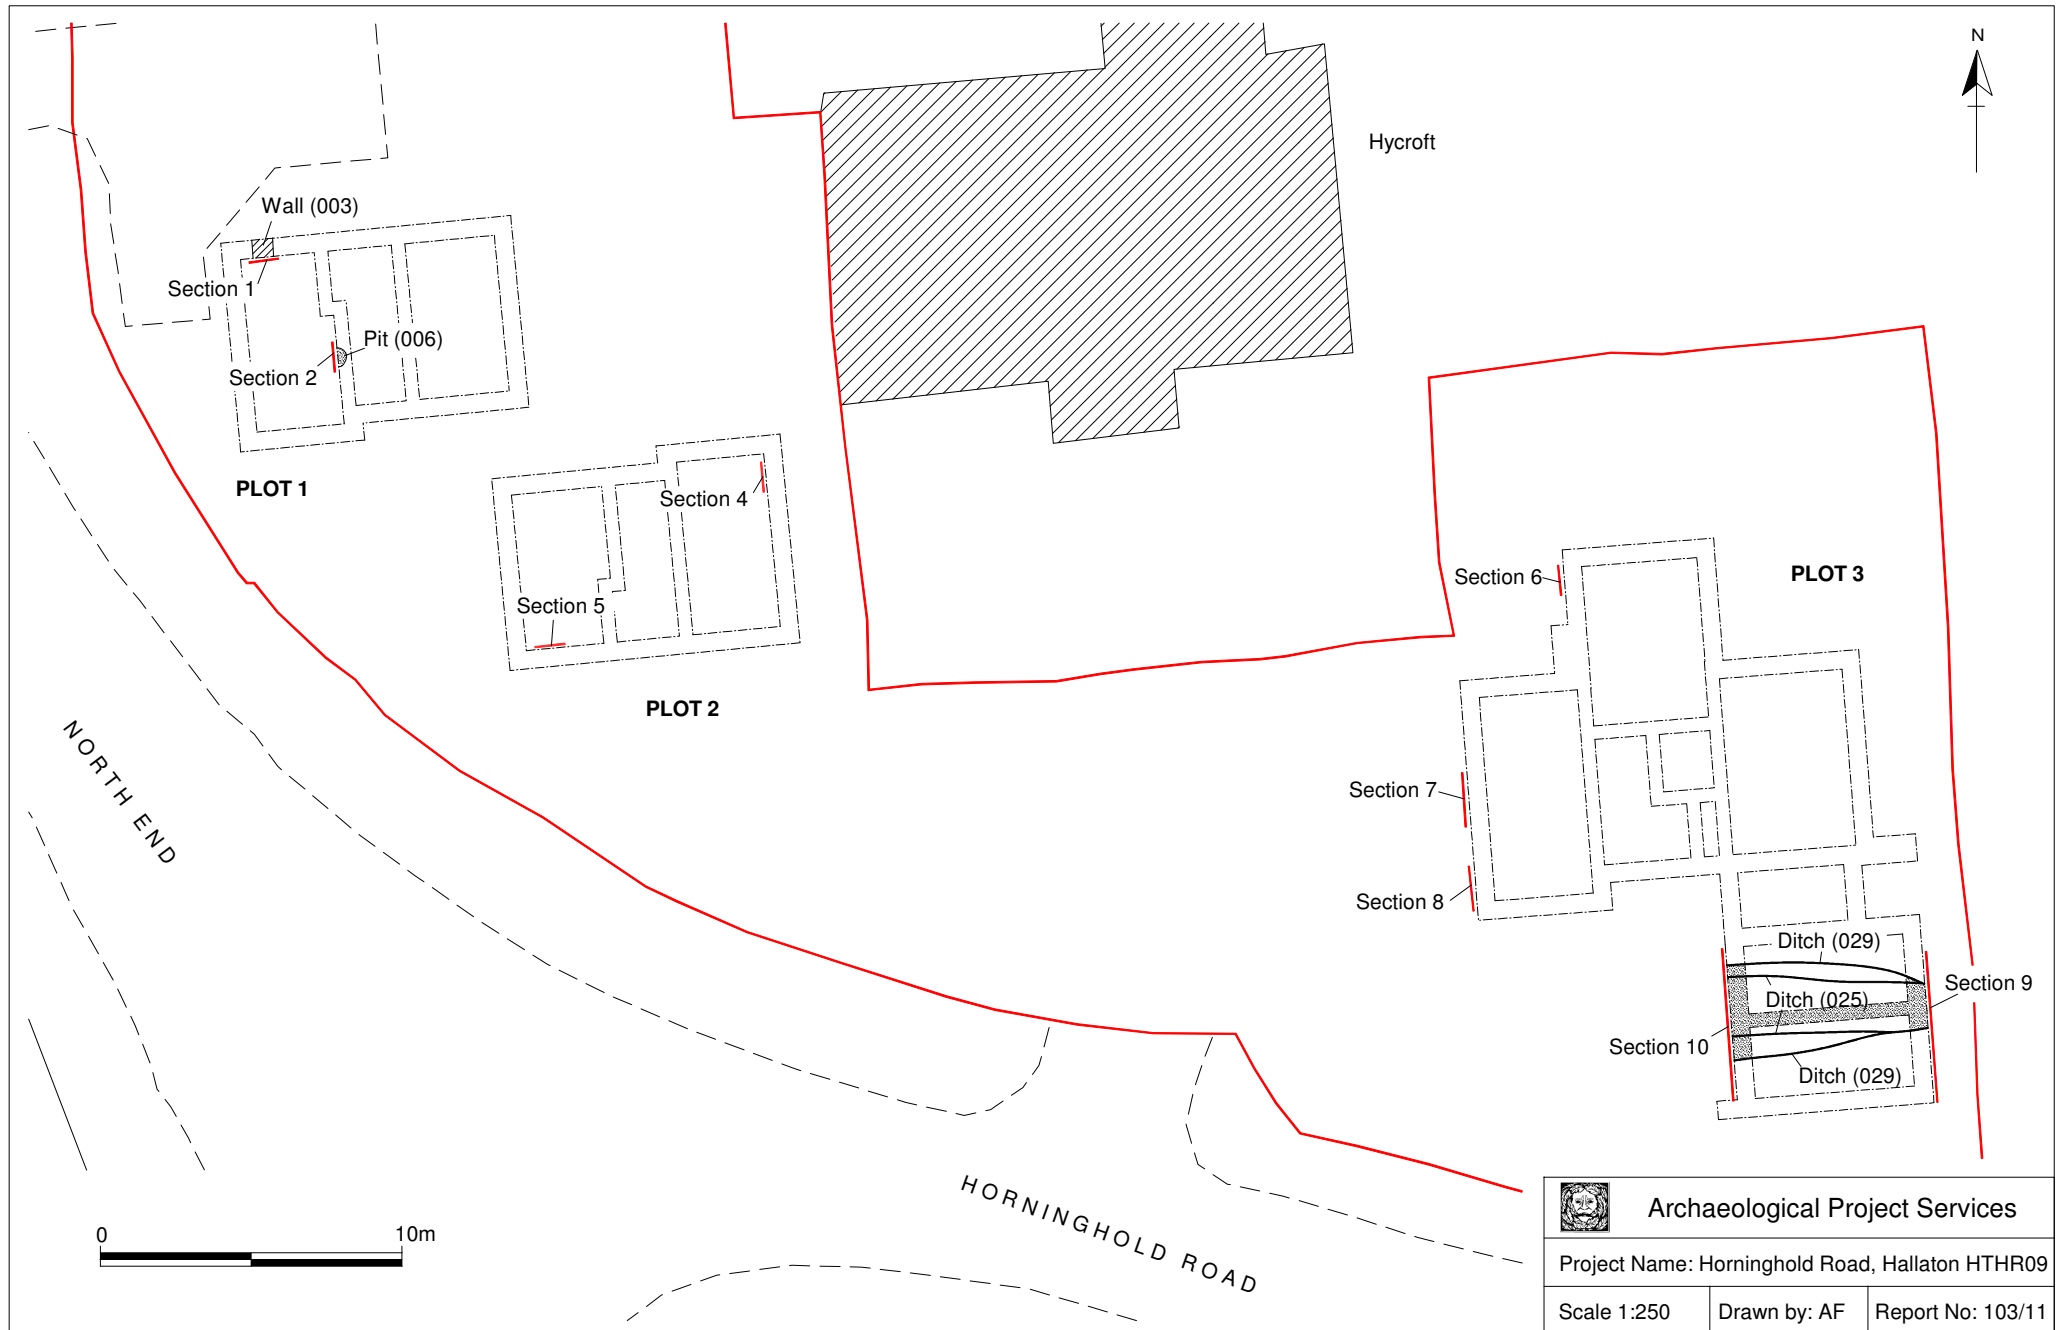 N
Hycroft
Wall (003)
Section 1
Pit (006)
Section 2
PLOT 1
Section 4
Section 5
PLOT 2
Section 6
PLOT 3
Section 7
Section 8
Ditch (029)
Section 9
Ditch (025)
Section 10
Ditch (029)
NORTH END
HORNINGHOLD ROAD
0 10m
Archaeological Project Services
Project Name: Horninghold Road, Hallaton HTHR09
Scale 1:250 Drawn by: AF Report No: 103/11